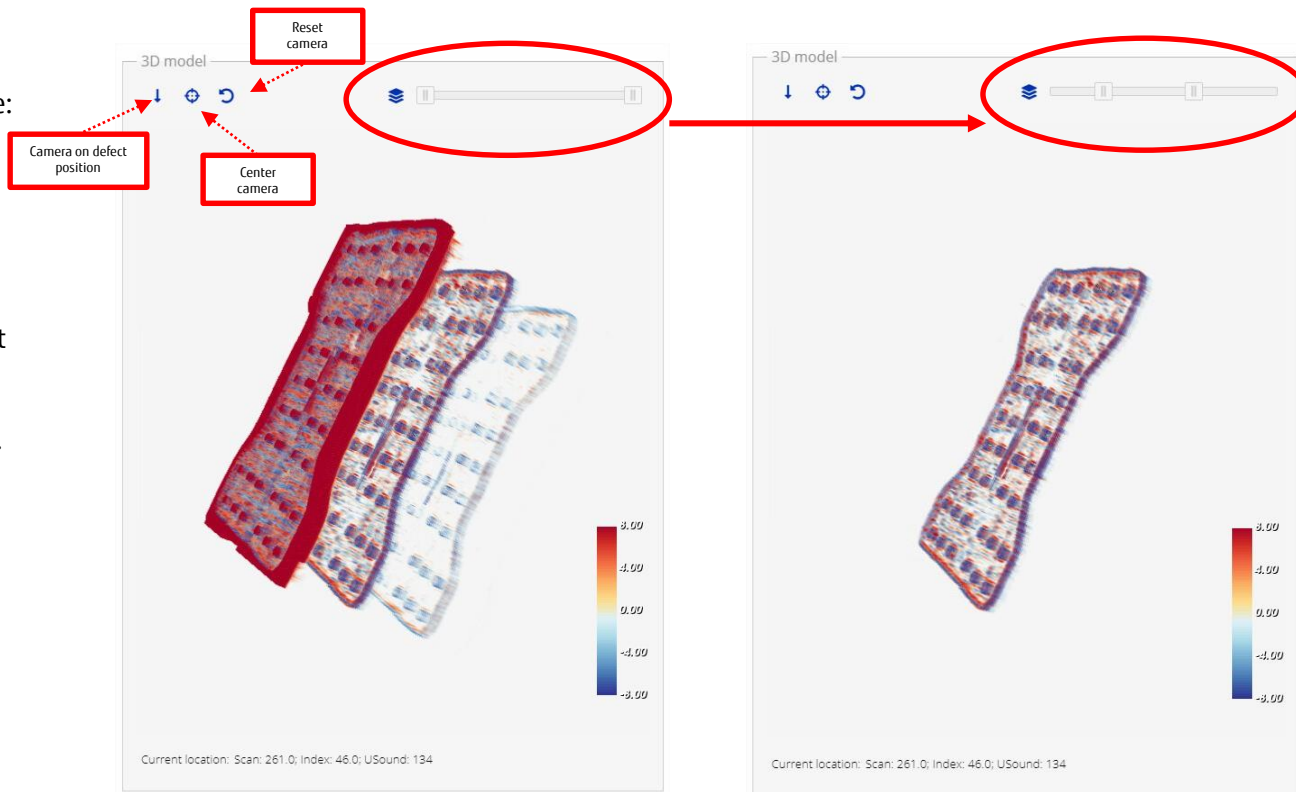 Reset
camera
3D model
3D model
e:
Camera on defect
position
Center
camera
t
.
8.00
4.00
0.00
-4.00
-8.00
8.00
4.00
0.00
-4.00
-8.00
Current location: Scan: 261.0; Index: 46.0; USound: 134
Current location: Scan: 261.0; Index: 46.0; USound: 134